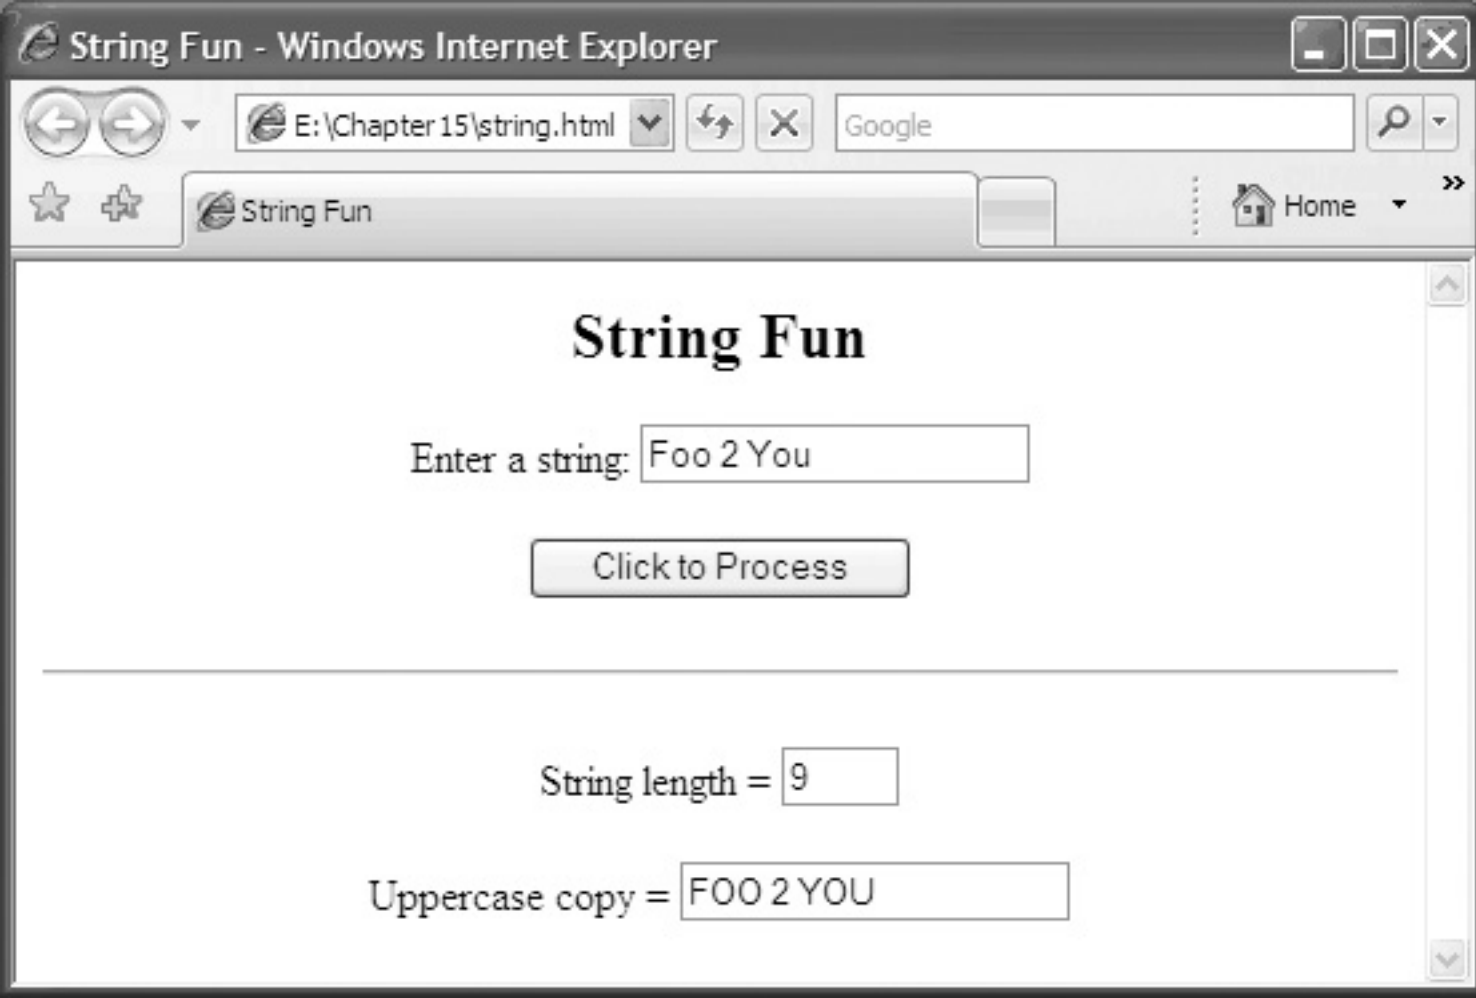 String Fun - Windows Internet Explorer
E:\Chapter 15\string.html
Google
String Fun
Home
»
String Fun
Enter a string: Foo 2 You
Click to Process
String length = 9
Uppercase copy = FOO 2 YOU